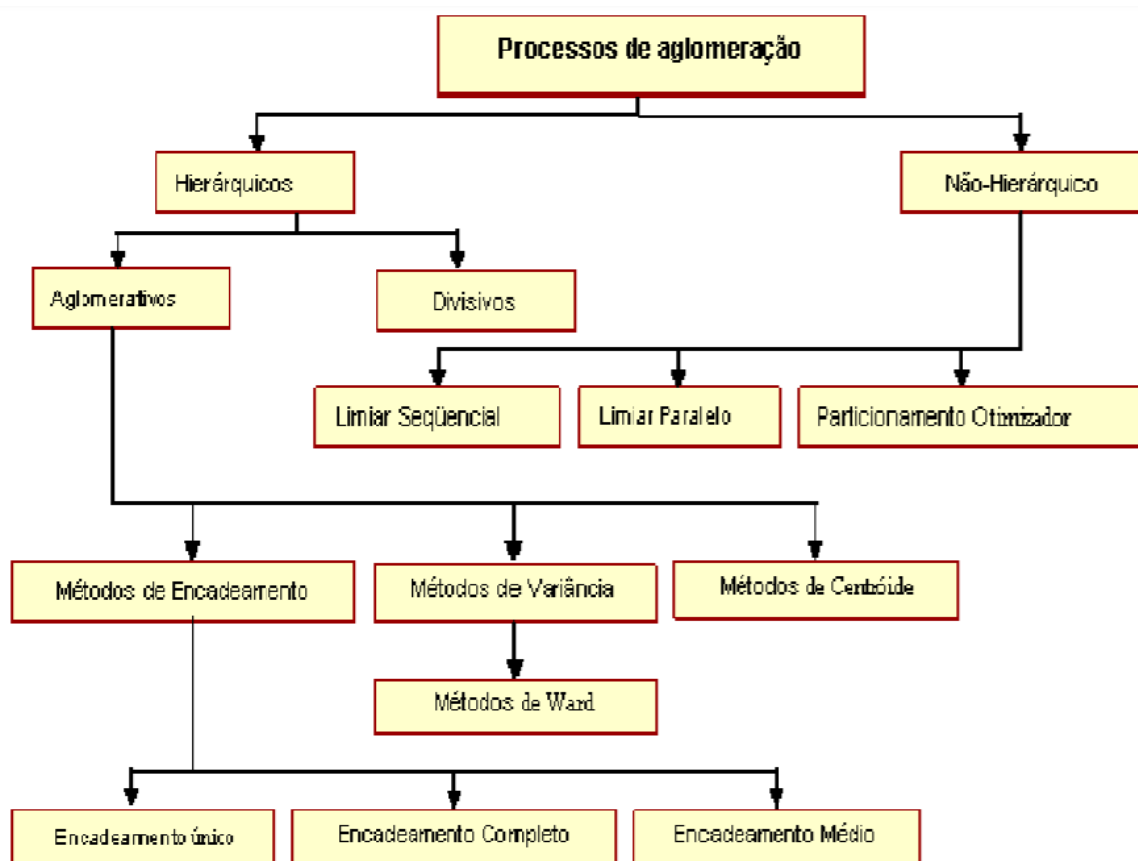 Processos de aglomeração
Hierárquicos
Não-Hierárquico
Aglomerativos
Divisivos
Limiar Seqüencial
Limiar Paralelo
Particionamento Otimizador
Métodos de Encadeamento
Métodos de Variância
Métodos de Centróide
Métodos de Ward
Encadeamento único
Encadeamento Completo
Encadeamento Médio